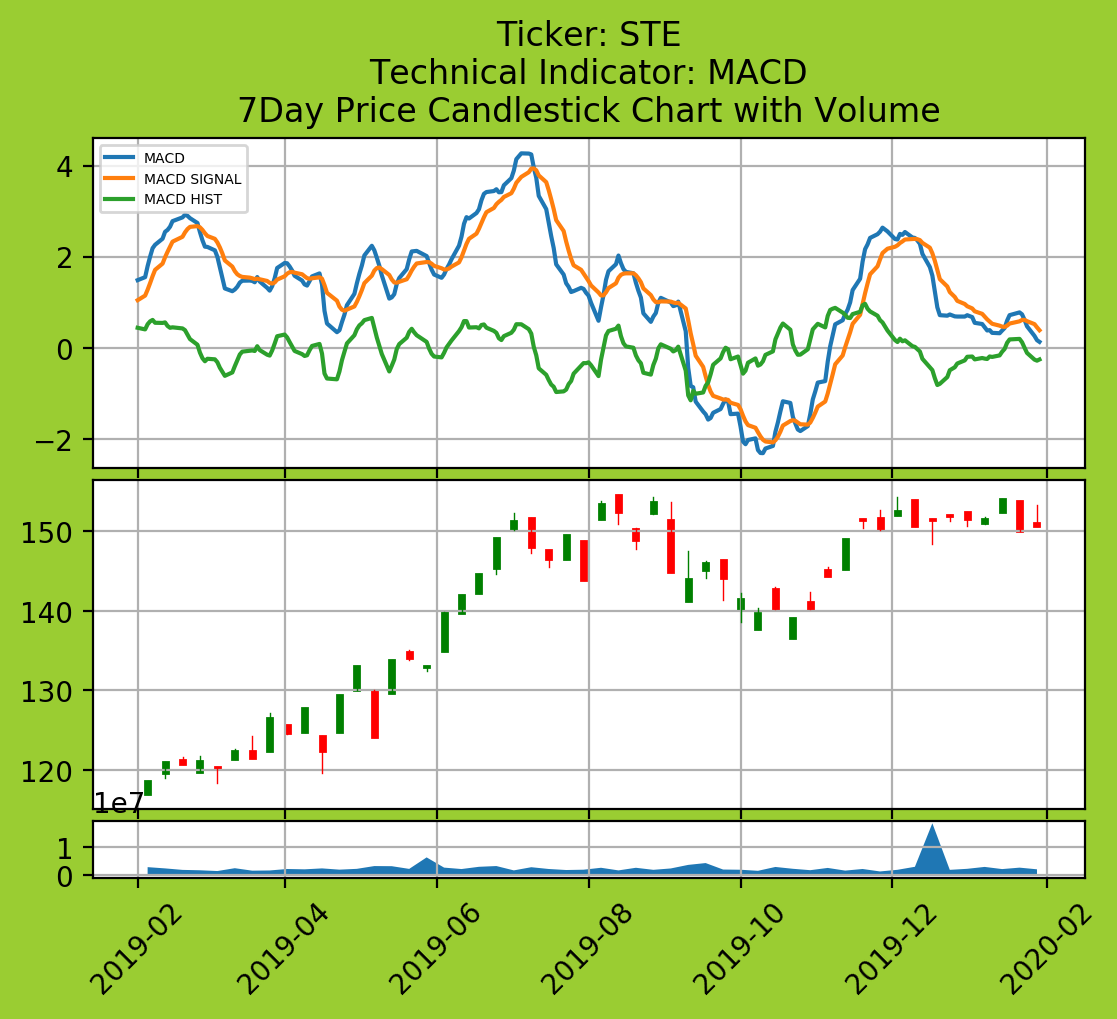 Ticker: STE
Technical Indicator: MACD
7Day Price Candlestick Chart with Volume
MACD
MACD SIGNAL
MACD HIST
4
2
0
−2
150
140
130
120
1e7
1
0
2019-02
2019-04
2019-06
2019-08
2019-10
2019-12
2020-02